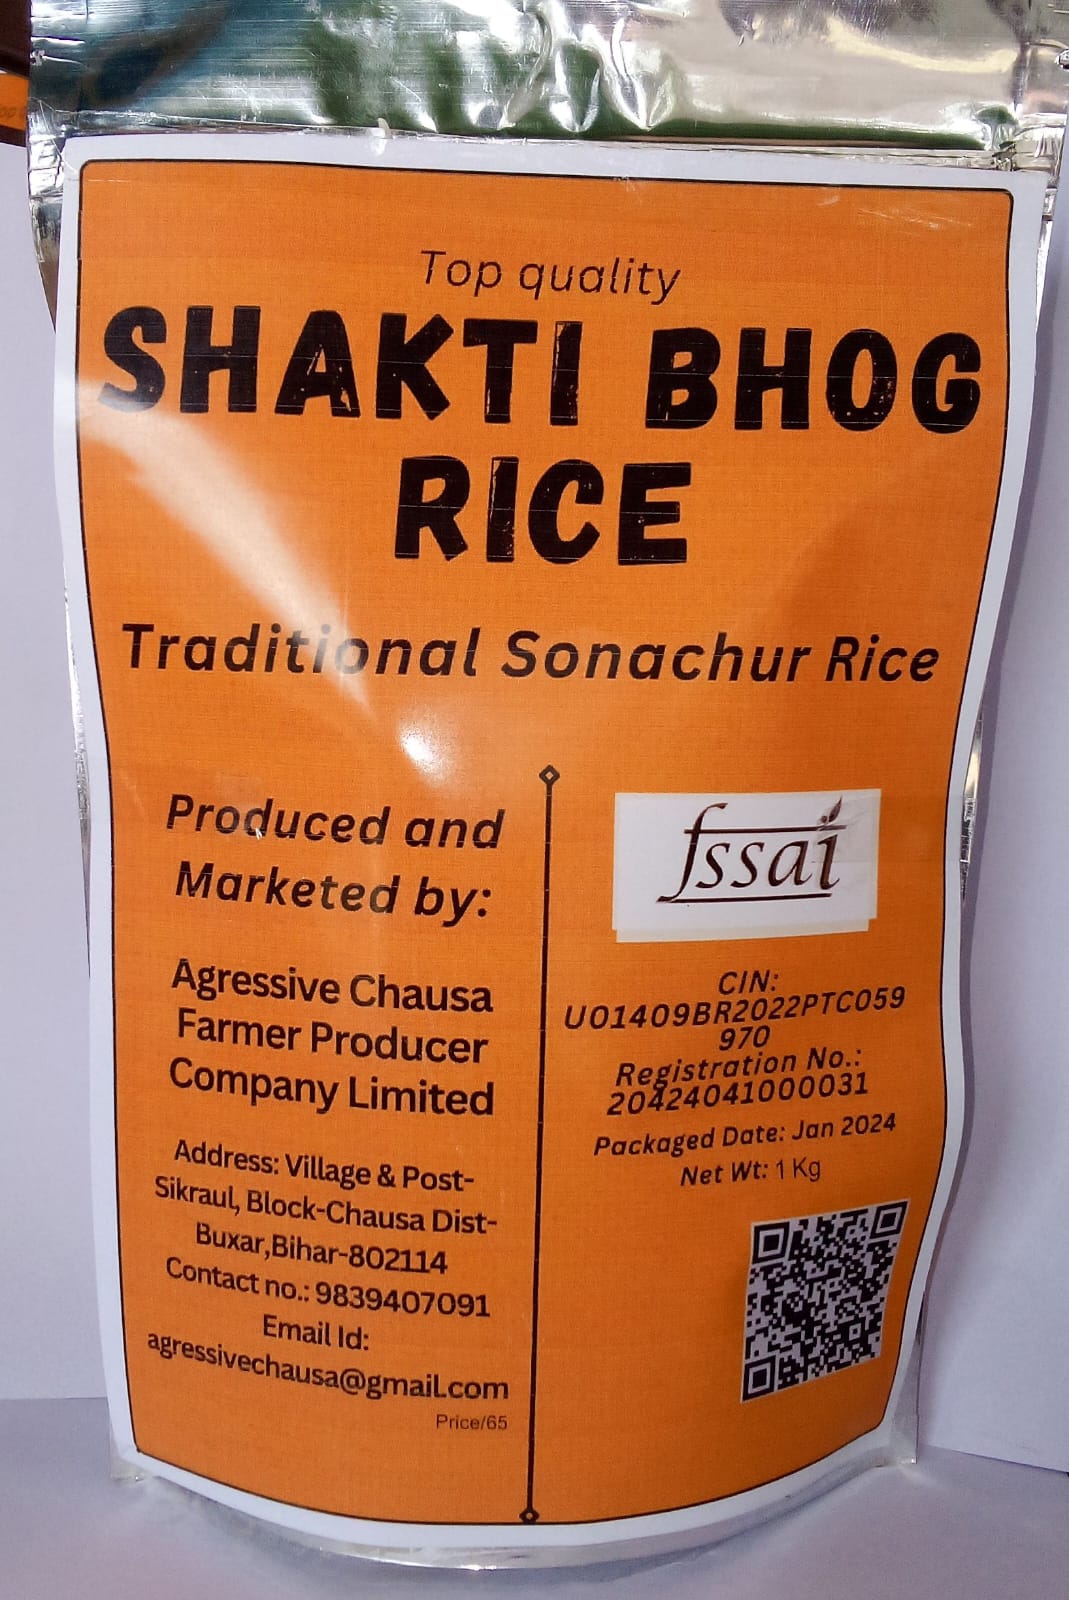 Top quality
SHAKTI BHOG
RICE
Traditional Sonachur Rice
Produced and
Marketed by:
Agressive Chausa
Farmer Producer
Company Limited
Address: Village & Post-
Sikraul, Block-Chausa Dist-
Buxar,Bihar-802114
Contact no.: 9839407091
Email Id:
agressivechausa@gmail.com
Price/65
fssai
CIN:
U01409BR2022PTC059
970
Registration No.:
20424041000031
Packaged Date: Jan 2024
Net Wt: 1 Kg